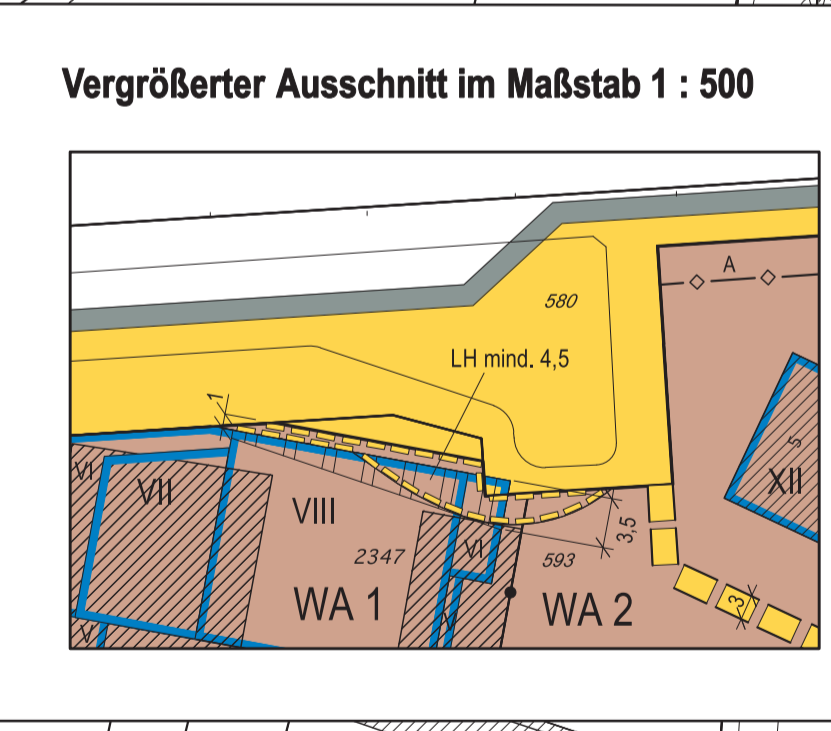 Vergrößerter Ausschnitt im Maßstab 1 : 500
A
580
LH mind. 4,5
1
5
VI
VII
XII
VIII
3,5
VI
2347
593
WA 1
WA 2
3
V
V